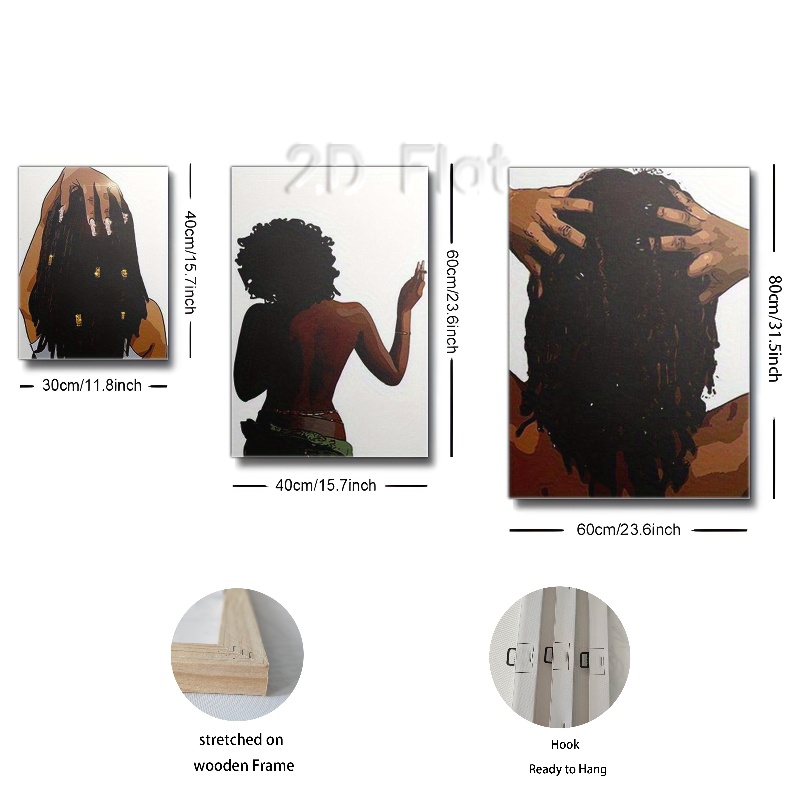 2D Flat
40cm/15.7inch
30cm/11.8inch
60cm/23.6inch
40cm/15.7inch
80cm/31.5inch
60cm/23.6inch
stretched on
wooden Frame
Hook
Ready to Hang